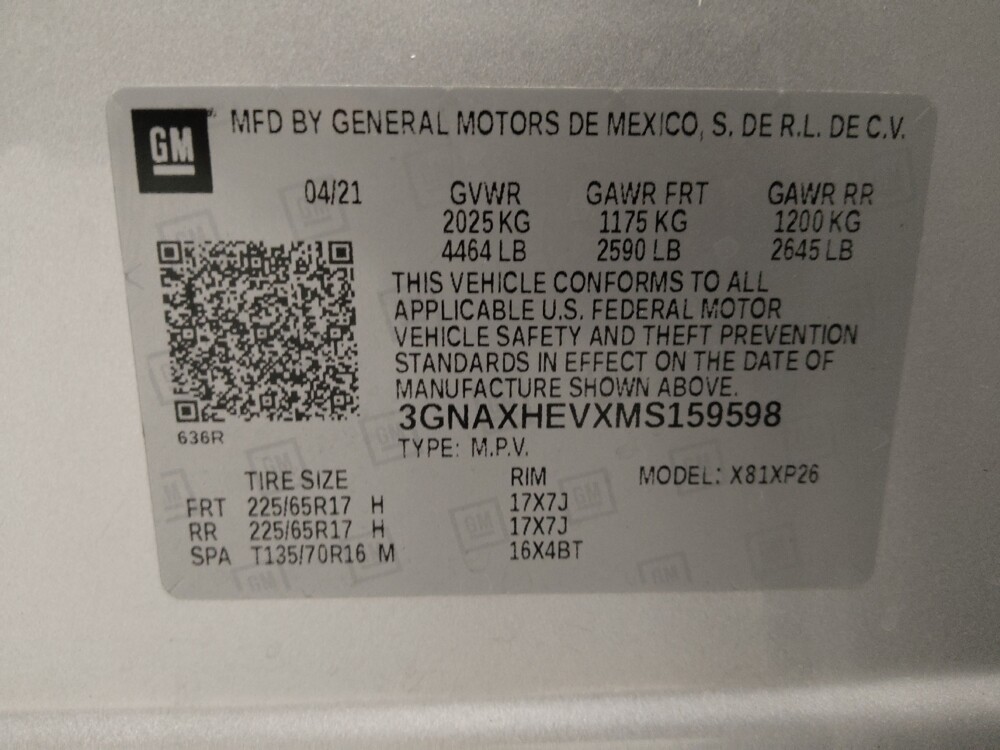 GM MFD BY GENERAL MOTORS DE MEXICO, S. DE R.L. DE C.V.
04/21 GVWR GAWR FRT GAWR RR
2025 KG 1175 KG 1200 KG
4464 LB 2590 LB 2645 LB
THIS VEHICLE CONFORMS TO ALL
APPLICABLE U.S. FEDERAL MOTOR
VEHICLE SAFETY AND THEFT PREVENTION
STANDARDS IN EFFECT ON THE DATE OF
MANUFACTURE SHOWN ABOVE.
3GNAXHEVXMS159598
636R
TYPE: M.P.V.
TIRE SIZE RIM MODEL: X81XP26
FRT 225/65R17 H 17X7J
RR 225/65R17 H 17X7J
SPA T135/70R16 M 16X4BT